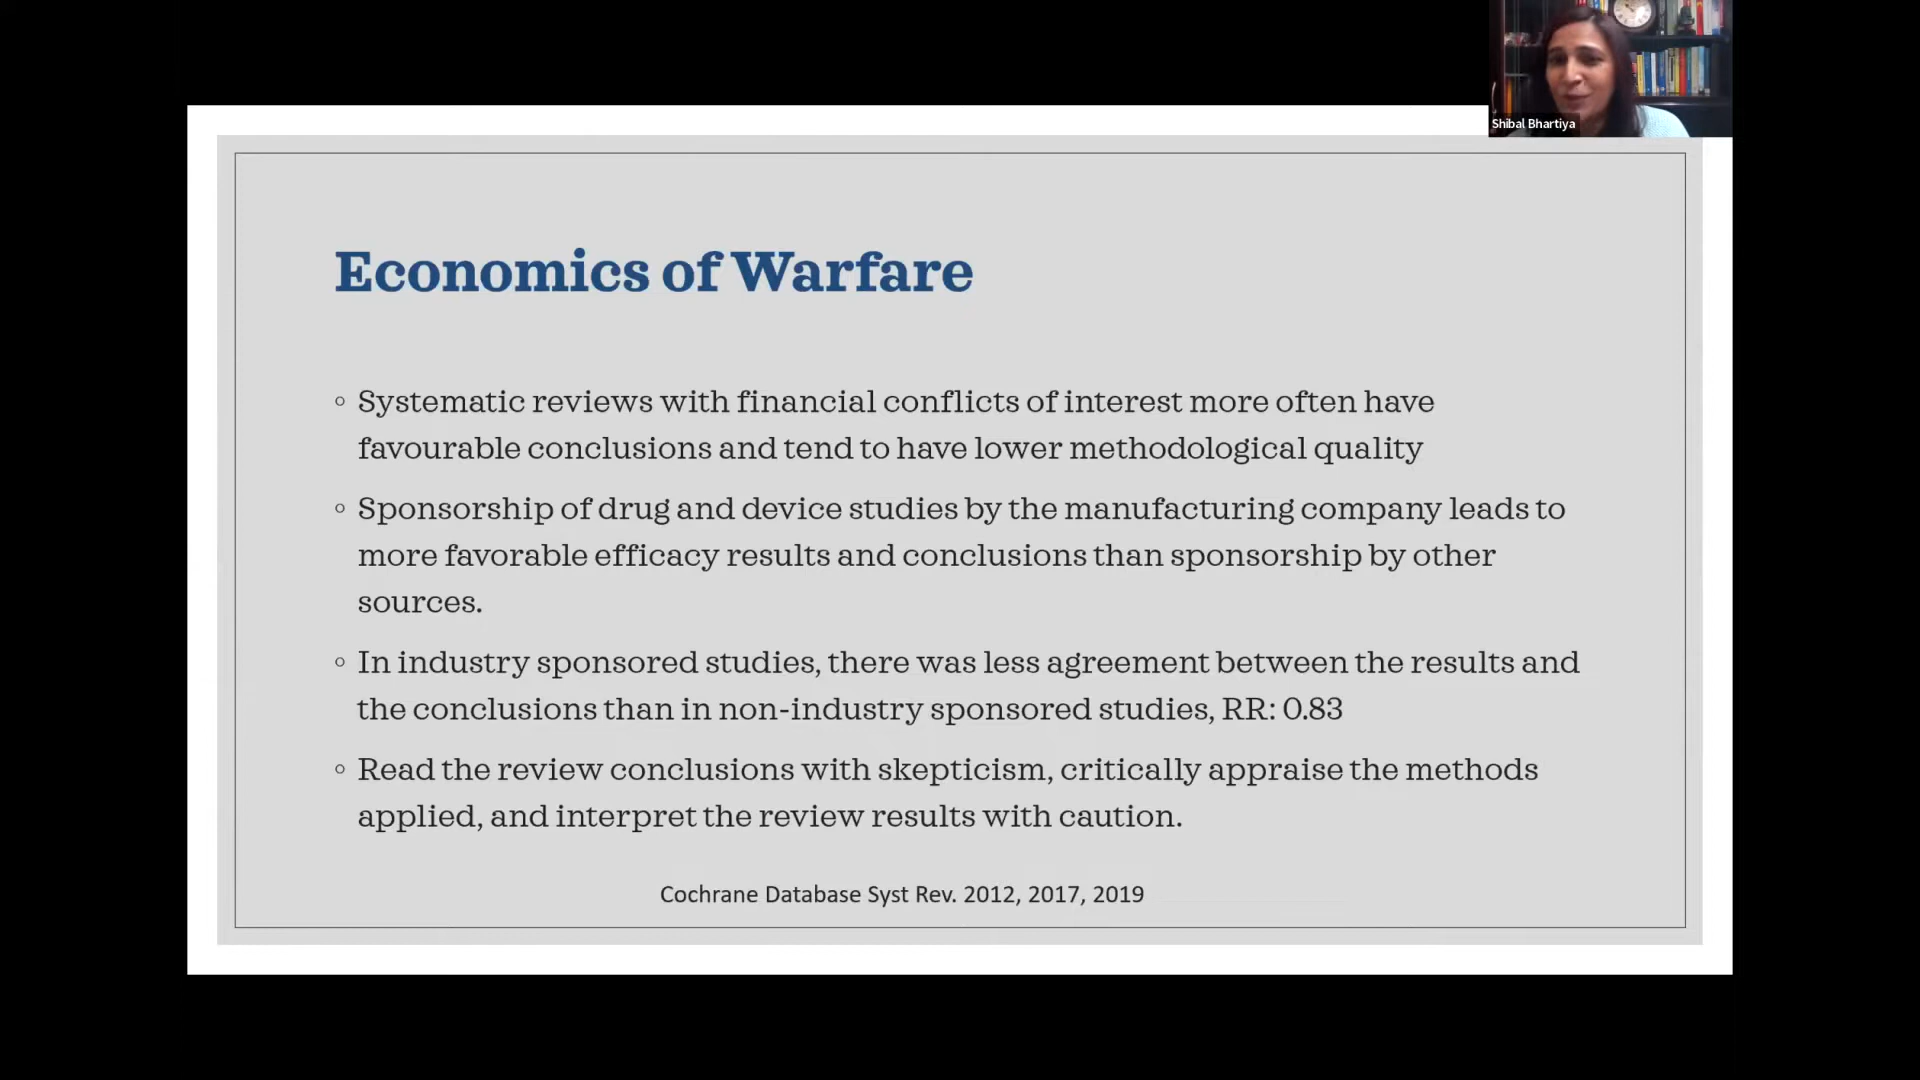 Shibal Bhartiya
Economics of Warfare
◦ Systematic reviews with financial conflicts of interest more often have
favourable conclusions and tend to have lower methodological quality
◦ Sponsorship of drug and device studies by the manufacturing company leads to
more favorable efficacy results and conclusions than sponsorship by other
sources.
◦ In industry sponsored studies, there was less agreement between the results and
the conclusions than in non-industry sponsored studies, RR: 0.83
◦ Read the review conclusions with skepticism, critically appraise the methods
applied, and interpret the review results with caution.
Cochrane Database Syst Rev. 2012, 2017, 2019